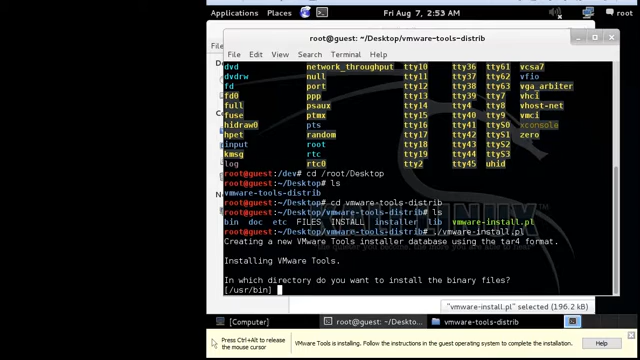 Applications Places Fri Aug 7, 2:53 AM root
root@guest: ~/Desktop/vmware-tools-distrib
File Edit View Search Terminal Help
dvd network_throughput tty10 tty36 tty61 vcsa7
dvdrw null tty11 tty37 tty62 vfio
fd port tty12 tty38 tty63 vga_arbiter
fd0 ppp tty13 tty39 tty7 vhci
full psaux tty14 tty4 tty8 vhost-net
fuse ptmx tty15 tty40 tty9 vmci
hidraw0 pts tty16 tty41 ttyS0 xconsole
hpet random tty17 tty42 ttyS1 zero
input root tty18 tty43 ttyS2
kmsg rtc tty19 tty44 ttyS3
log rtc0 tty2 tty45 uhid
root@guest:/dev# cd /root/Desktop
root@guest:~/Desktop# ls
vmware-tools-distrib
root@guest:~/Desktop# cd vmware-tools-distrib
root@guest:~/Desktop/vmware-tools-distrib# ls
bin doc etc FILES INSTALL installer lib vmware-install.pl
root@guest:~/Desktop/vmware-tools-distrib# ./vmware-install.pl
Creating a new VMware Tools installer database using the tar4 format.
Installing VMware Tools.
In which directory do you want to install the binary files?
[/usr/bin]
"vmware-install.pl" selected (196.2 kB)
[Computer] root@guest: ~/Deskto... vmware-tools-distrib
Press Ctrl+Alt to release
the mouse cursor
VMware Tools is installing. Follow the instructions in the guest operating system to complete the installation.
Help